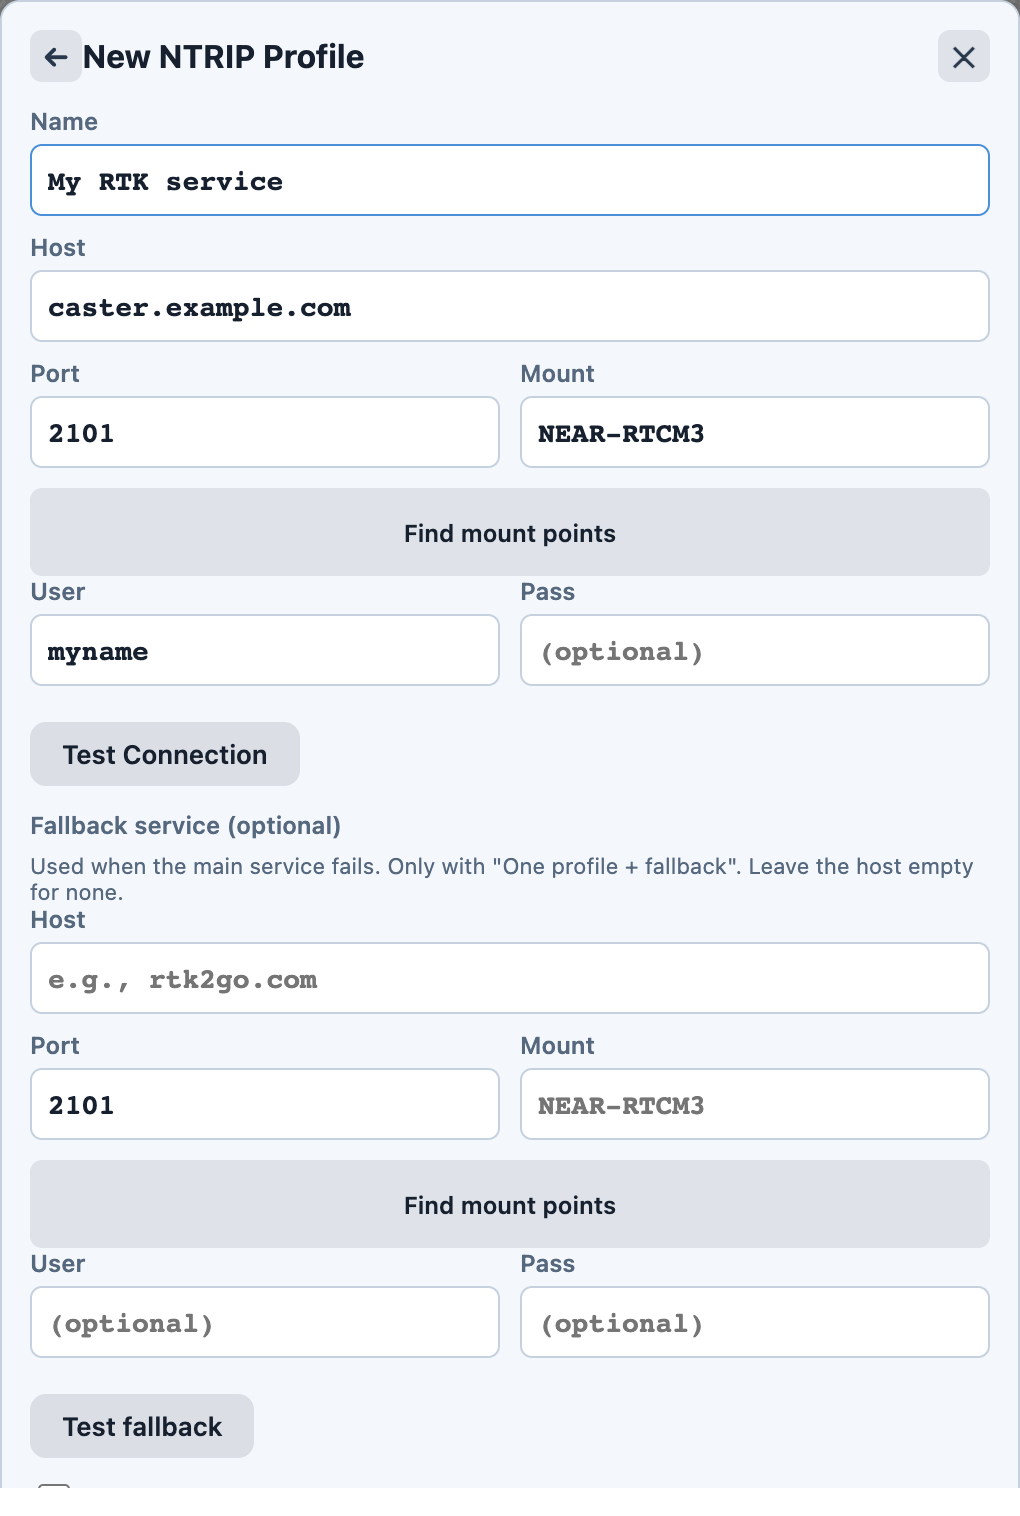 New NTRIP Profile
Name
My RTK service
Host
caster.example.com
Port
Mount
2101
NEAR-RTCM3
Find mount points
User
Pass
myname
(optional)
Test Connection
Fallback service (optional)
Used when the main service fails. Only with "One profile + fallback". Leave the host empty
for none.
Host
e.g., rtk2go.com
Port
Mount
2101
NEAR-RTCM3
Find mount points
User
Pass
(optional)
(optional)
Test fallback